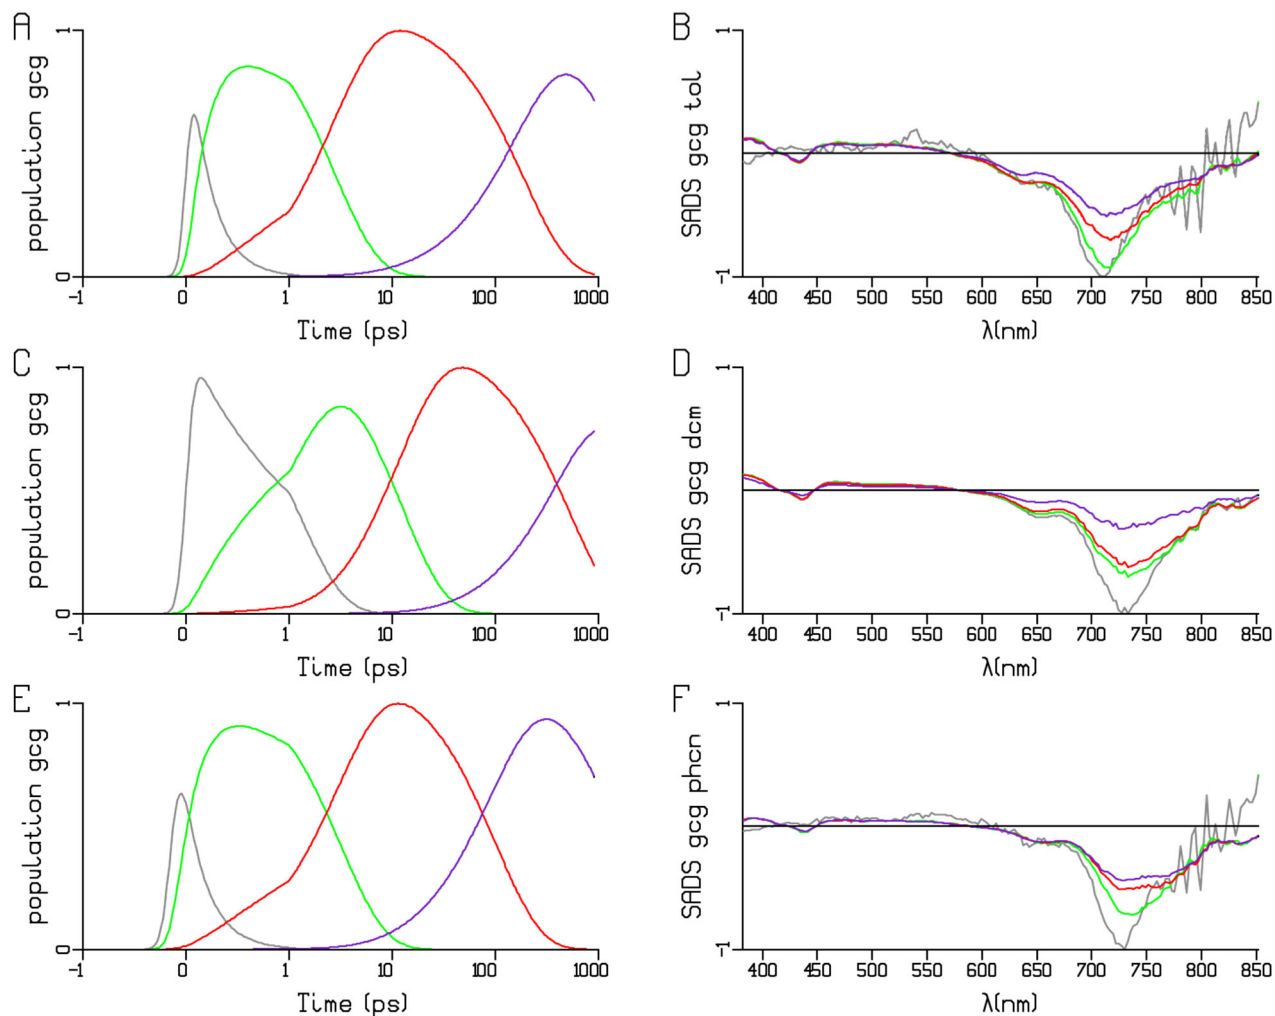 A
population gcg
1
0
-1 0 1 10 100 1000
Time (ps)
B
SADS gcg tol
1
-1
400 450 500 550 600 650 700 750 800 850
λ(nm)
C
population gcg
1
0
-1 0 1 10 100 1000
Time (ps)
D
SADS gcg dcm
1
-1
400 450 500 550 600 650 700 750 800 850
λ(nm)
E
population gcg
1
0
-1 0 1 10 100 1000
Time (ps)
F
SADS gcg phcn
1
-1
400 450 500 550 600 650 700 750 800 850
λ(nm)